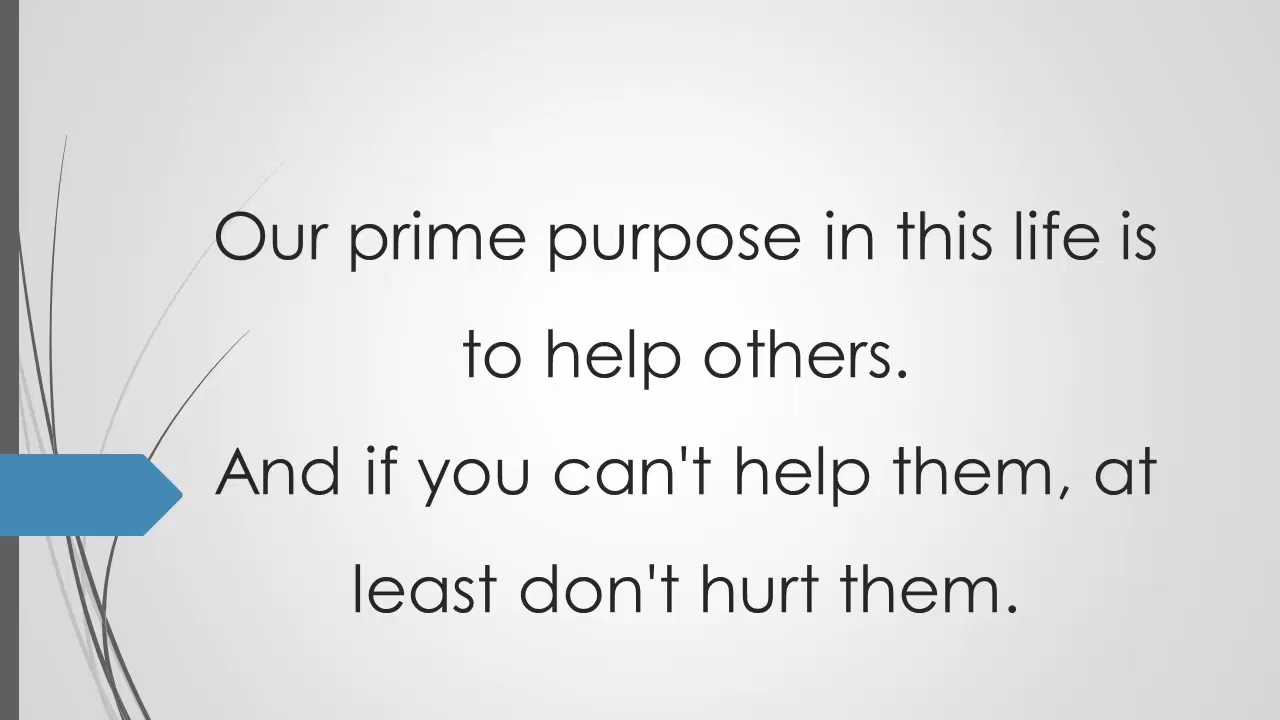 Our prime purpose in this life is
to help others.
And if you can't help them, at
least don't hurt them.